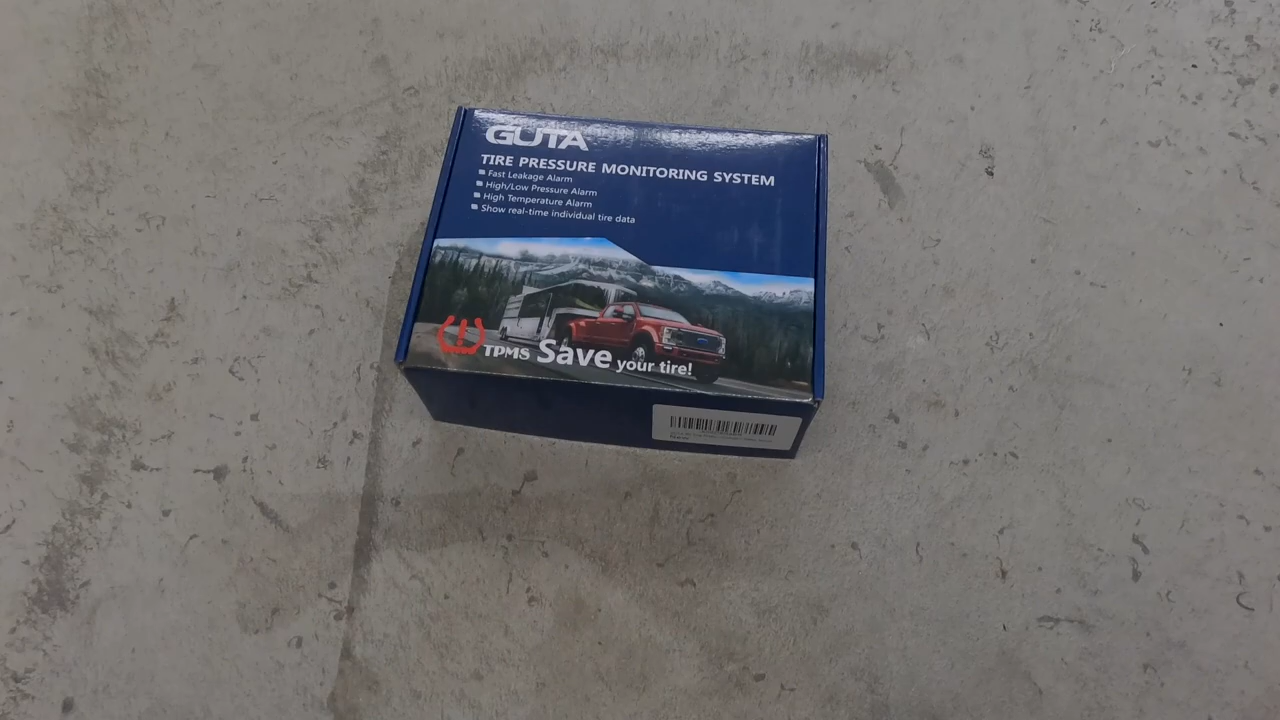 GUTA
TIRE PRESSURE MONITORING SYSTEM
Fast Leakage Alarm
High/Low Pressure Alarm
High Temperature Alarm
Show real-time individual tire data
TPMS Save your tire!